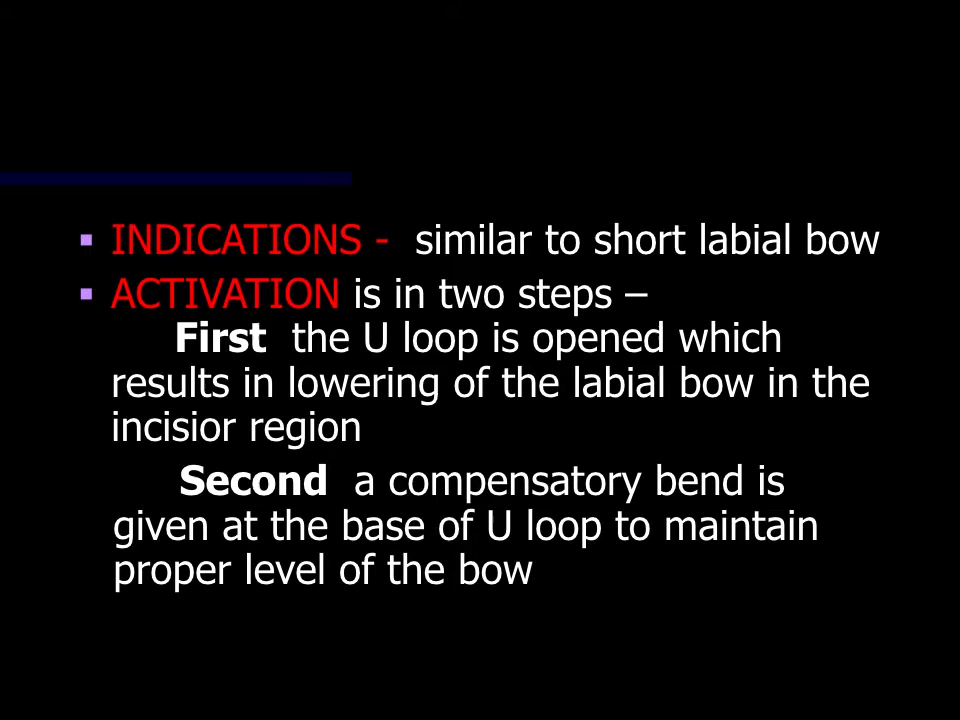 ▪ INDICATIONS - similar to short labial bow
▪ ACTIVATION is in two steps –
First the U loop is opened which
results in lowering of the labial bow in the
incisior region
Second a compensatory bend is
given at the base of U loop to maintain
proper level of the bow